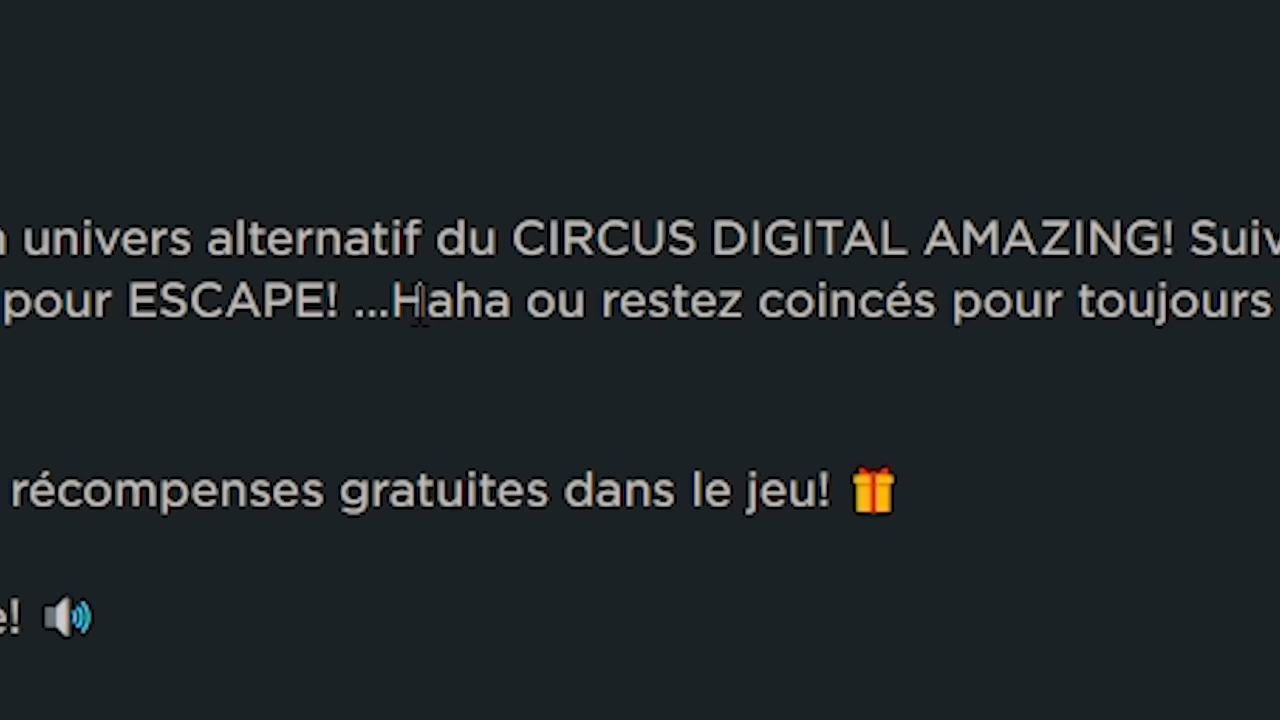 univers alternatif du CIRCUS DIGITAL AMAZING! Suiv
pour ESCAPE! ...Haha ou restez coincés pour toujours
récompenses gratuites dans le jeu! 🎁
e! 🔊